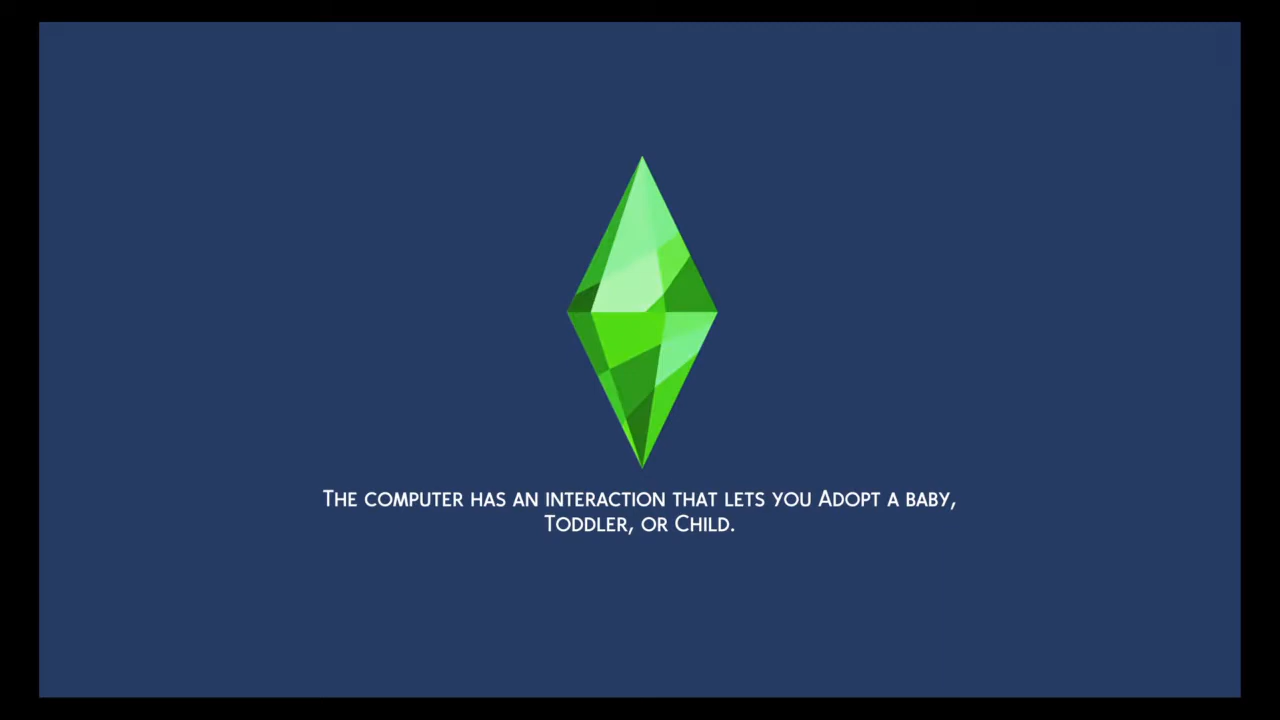 The computer has an interaction that lets you Adopt a baby,
Toddler, or Child.